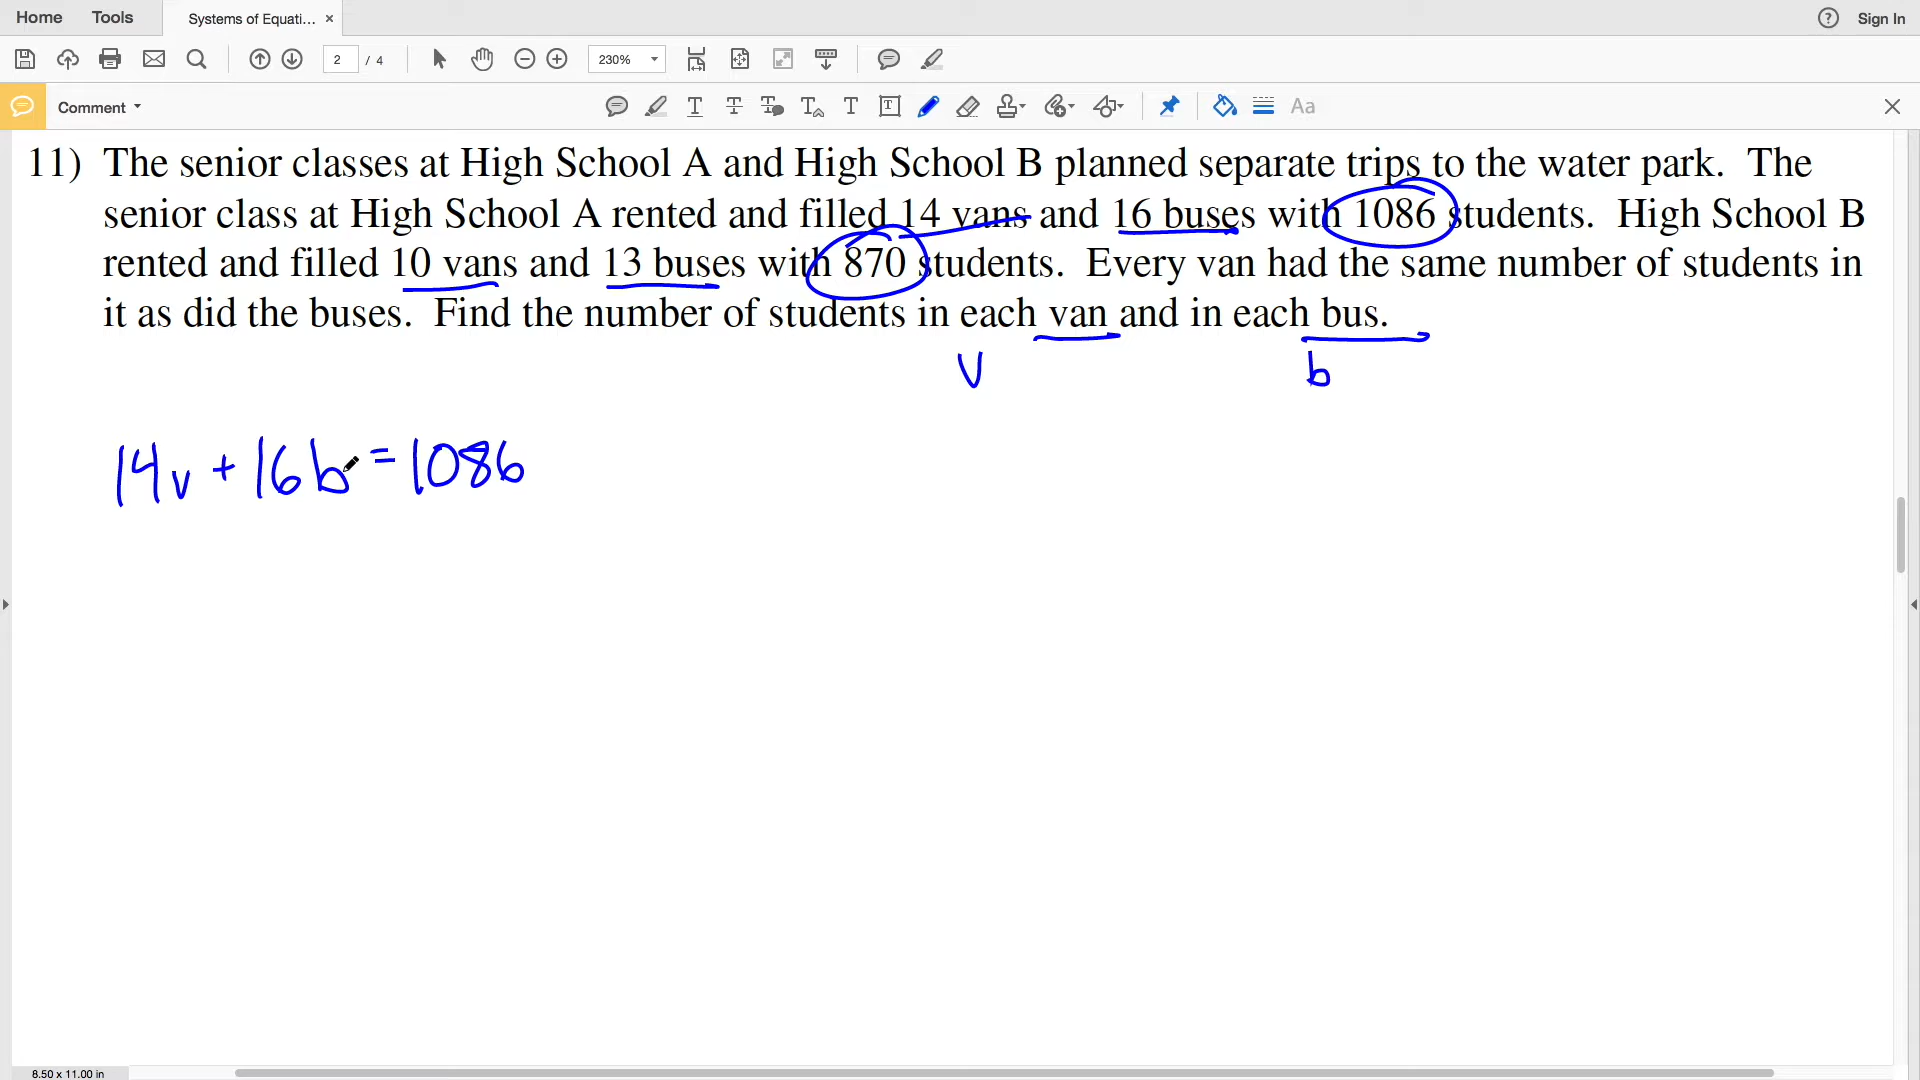 Home Tools Systems of Equati... × ? Sign In
2 / 4 230%
Comment T T T T T T Aa
11) The senior classes at High School A and High School B planned separate trips to the water park. The
senior class at High School A rented and filled 14 vans and 16 buses with 1086 students. High School B
rented and filled 10 vans and 13 buses with 870 students. Every van had the same number of students in
it as did the buses. Find the number of students in each van and in each bus.
v b
14v + 16b = 1086
8.50 x 11.00 in